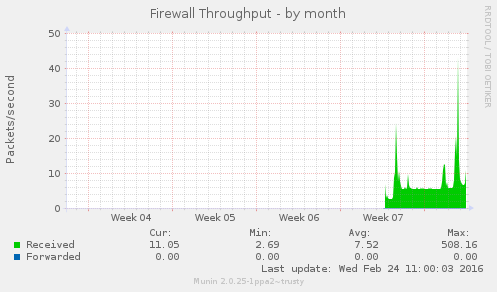 Firewall Throughput - by month
RRDTOOL / TOBI OETIKER
Packets/second
50
40
30
20
10
0
Week 04 Week 05 Week 06 Week 07
Cur: Min: Avg: Max:
Received 11.05 2.69 7.52 508.16
Forwarded 0.00 0.00 0.00 0.00
Last update: Wed Feb 24 11:00:03 2016
Munin 2.0.25-1ppa2~trusty